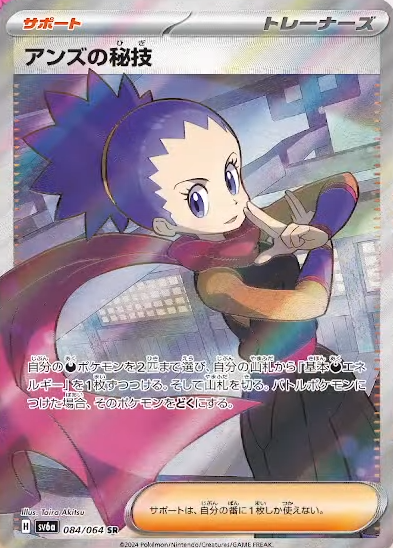 サポート
トレーナーズ
アンズの秘技
自分の悪ポケモンを2匹まで選び、自分の山札から「基本悪エネ
ルギー」を1枚ずつつける。そして山札を切る。バトルポケモンに
つけた場合、そのポケモンをどくにする。
Illus. Taira Akitsu
H sv6a 084/064 SR
サポートは、自分の番に1枚しか使えない。
©2024 Pokémon/Nintendo/Creatures/GAME FREAK.